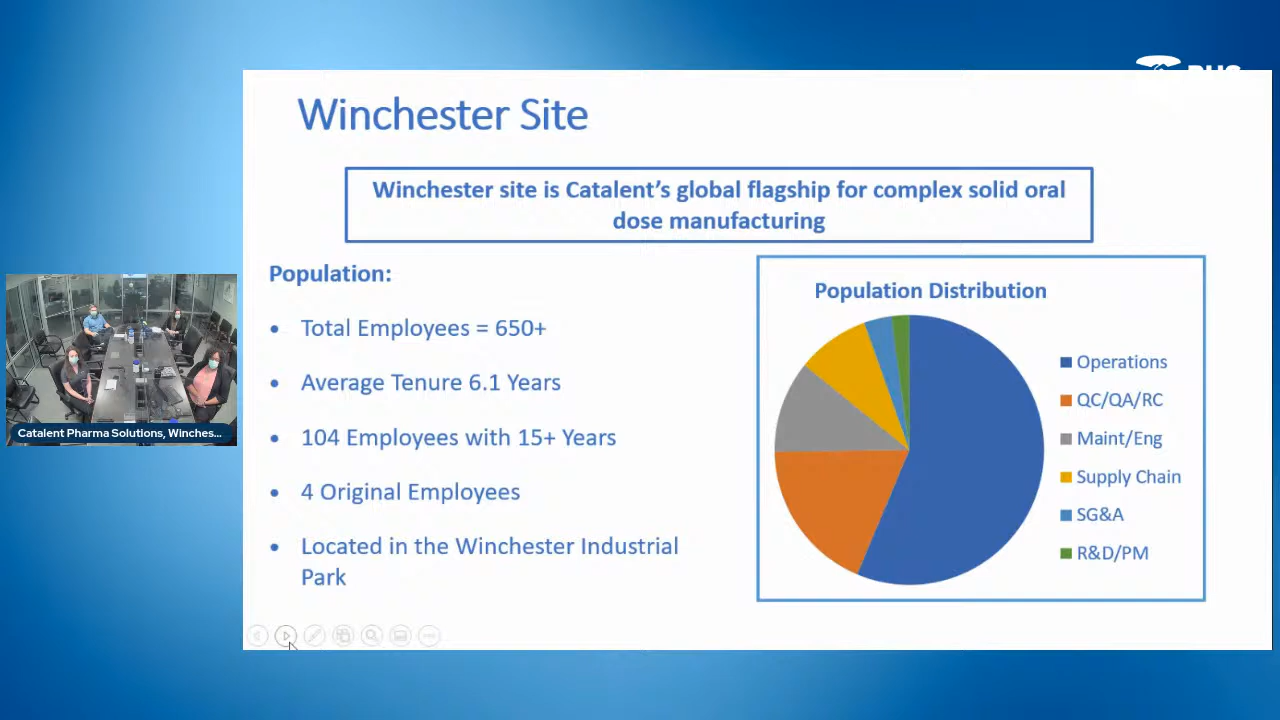 Winchester Site
Winchester site is Catalent's global flagship for complex solid oral
dose manufacturing
Population:
• Total Employees = 650+
• Average Tenure 6.1 Years
• 104 Employees with 15+ Years
• 4 Original Employees
• Located in the Winchester Industrial
Park
Population Distribution
Operations
QC/QA/RC
Maint/Eng
Supply Chain
SG&A
R&D/PM
Catalent Pharma Solutions, Winches...